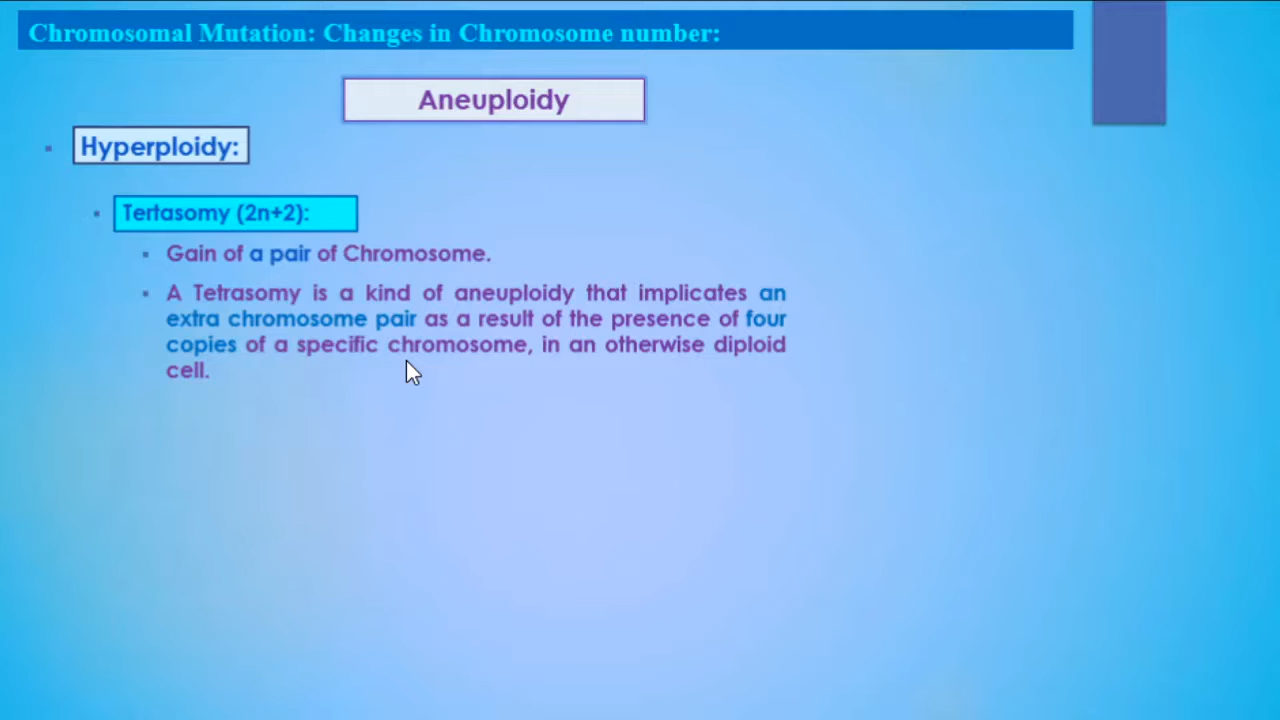 Chromosomal Mutation: Changes in Chromosome number:
Aneuploidy
Hyperploidy:
Tertasomy (2n+2):
Gain of a pair of Chromosome.
A Tetrasomy is a kind of aneuploidy that implicates an
extra chromosome pair as a result of the presence of four
copies of a specific chromosome, in an otherwise diploid
cell.